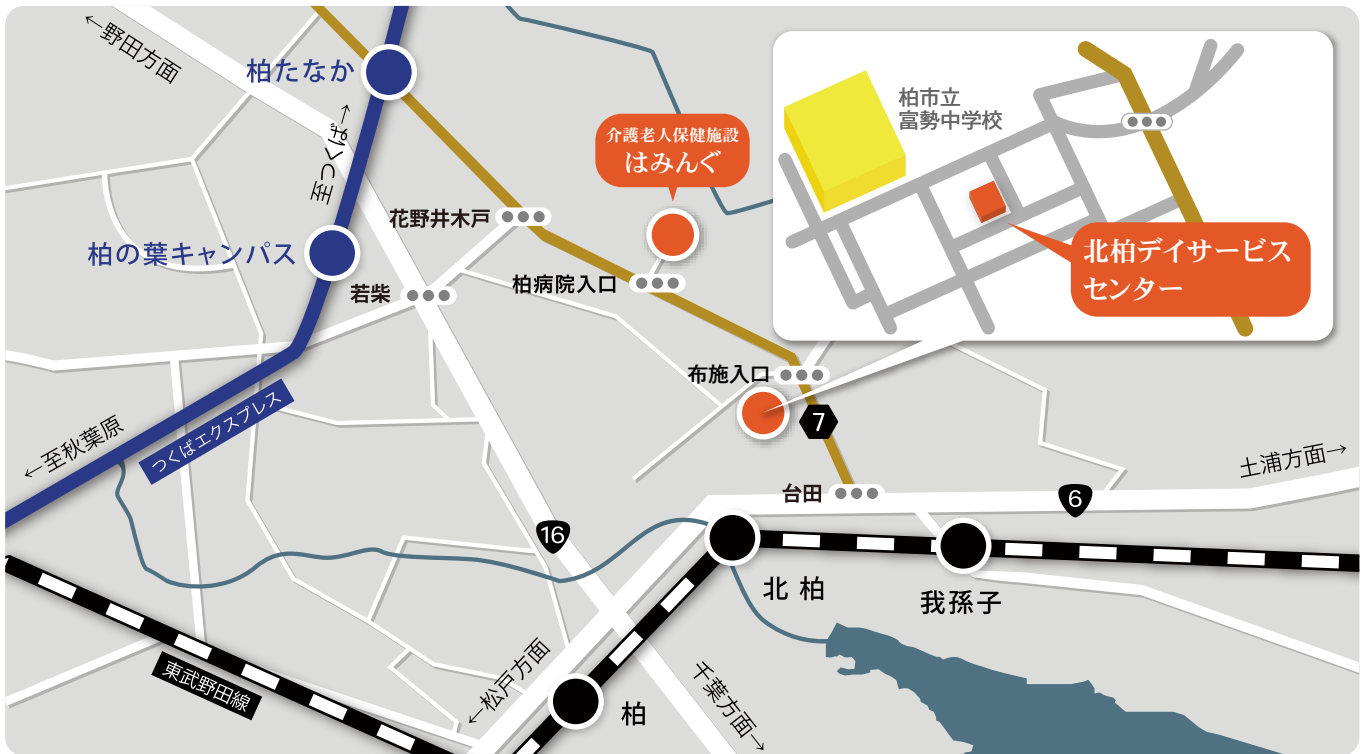 ←野田方面
柏たなか
至つくば→
介護老人保健施設
はみんぐ
柏市立
富勢中学校
花野井木戸
柏の葉キャンパス
若柴
柏病院入口
北柏デイサービス
センター
布施入口
7
つくばエクスプレス
←至秋葉原
台田
土浦方面→
6
16
北柏
我孫子
東武野田線
←松戸方面
柏
千葉方面→